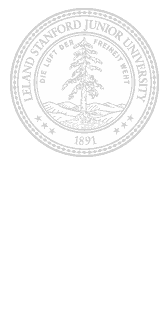 LELAND STANFORD JUNIOR UNIVERSITY
DIE LUFT DER FREIHEIT WEHT
1891